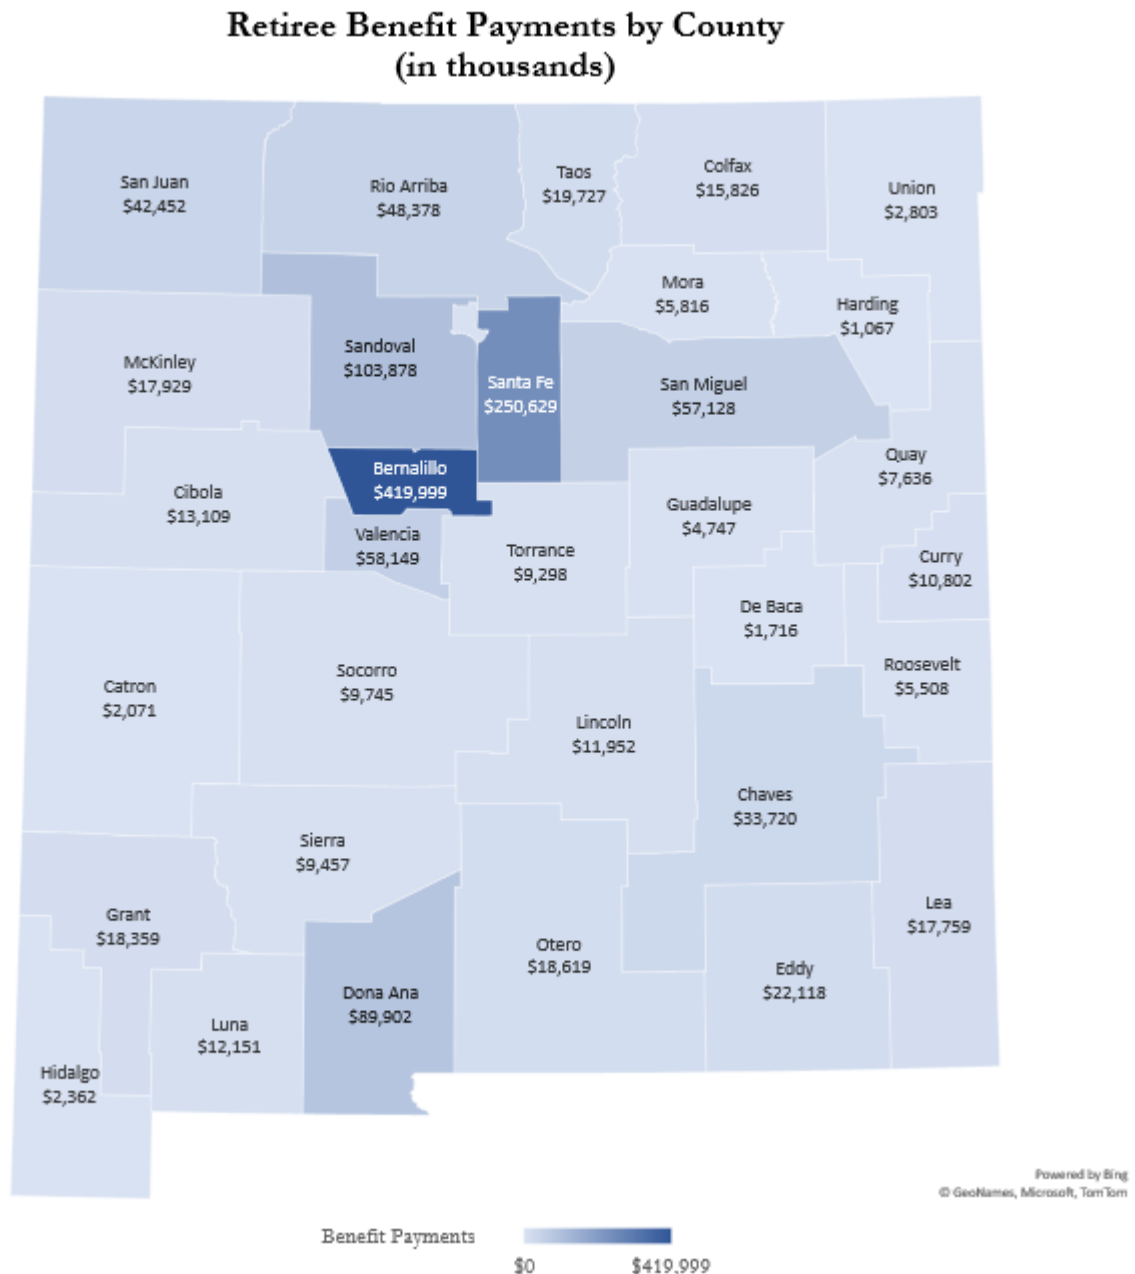 Retiree Benefit Payments by County
(in thousands)
San Juan
$42,452
Rio Arriba
$48,378
Taos
$19,727
Colfax
$15,826
Union
$2,803
Mora
$5,816
Harding
$1,067
McKinley
$17,929
Sandoval
$103,878
Santa Fe
$250,629
San Miguel
$57,128
Quay
$7,636
Cibola
$13,109
Bernalillo
$419,999
Guadalupe
$4,747
Valencia
$58,149
Torrance
$9,298
Curry
$10,802
De Baca
$1,716
Roosevelt
$5,508
Catron
$2,071
Socorro
$9,745
Lincoln
$11,952
Chaves
$33,720
Sierra
$9,457
Grant
$18,359
Lea
$17,759
Otero
$18,619
Eddy
$22,118
Dona Ana
$89,902
Luna
$12,151
Hidalgo
$2,362
Powered by Bing
© GeoNames, Microsoft, TomTom
Benefit Payments
$0 $419,999